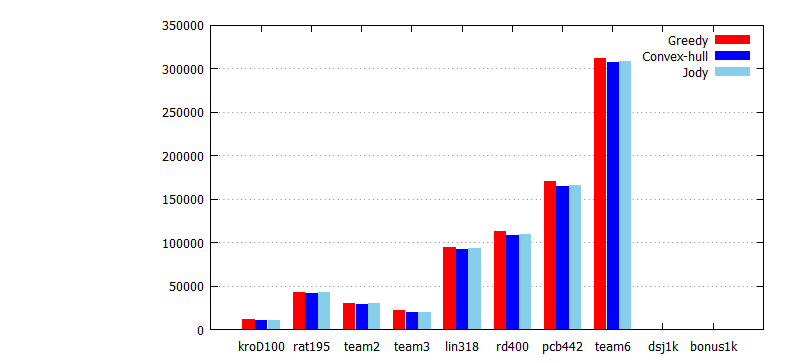 350000
300000
250000
200000
150000
100000
50000
0
Greedy
Convex-hull
Jody
kroD100 rat195 team2 team3 lin318 rd400 pcb442 team6 dsj1k bonus1k